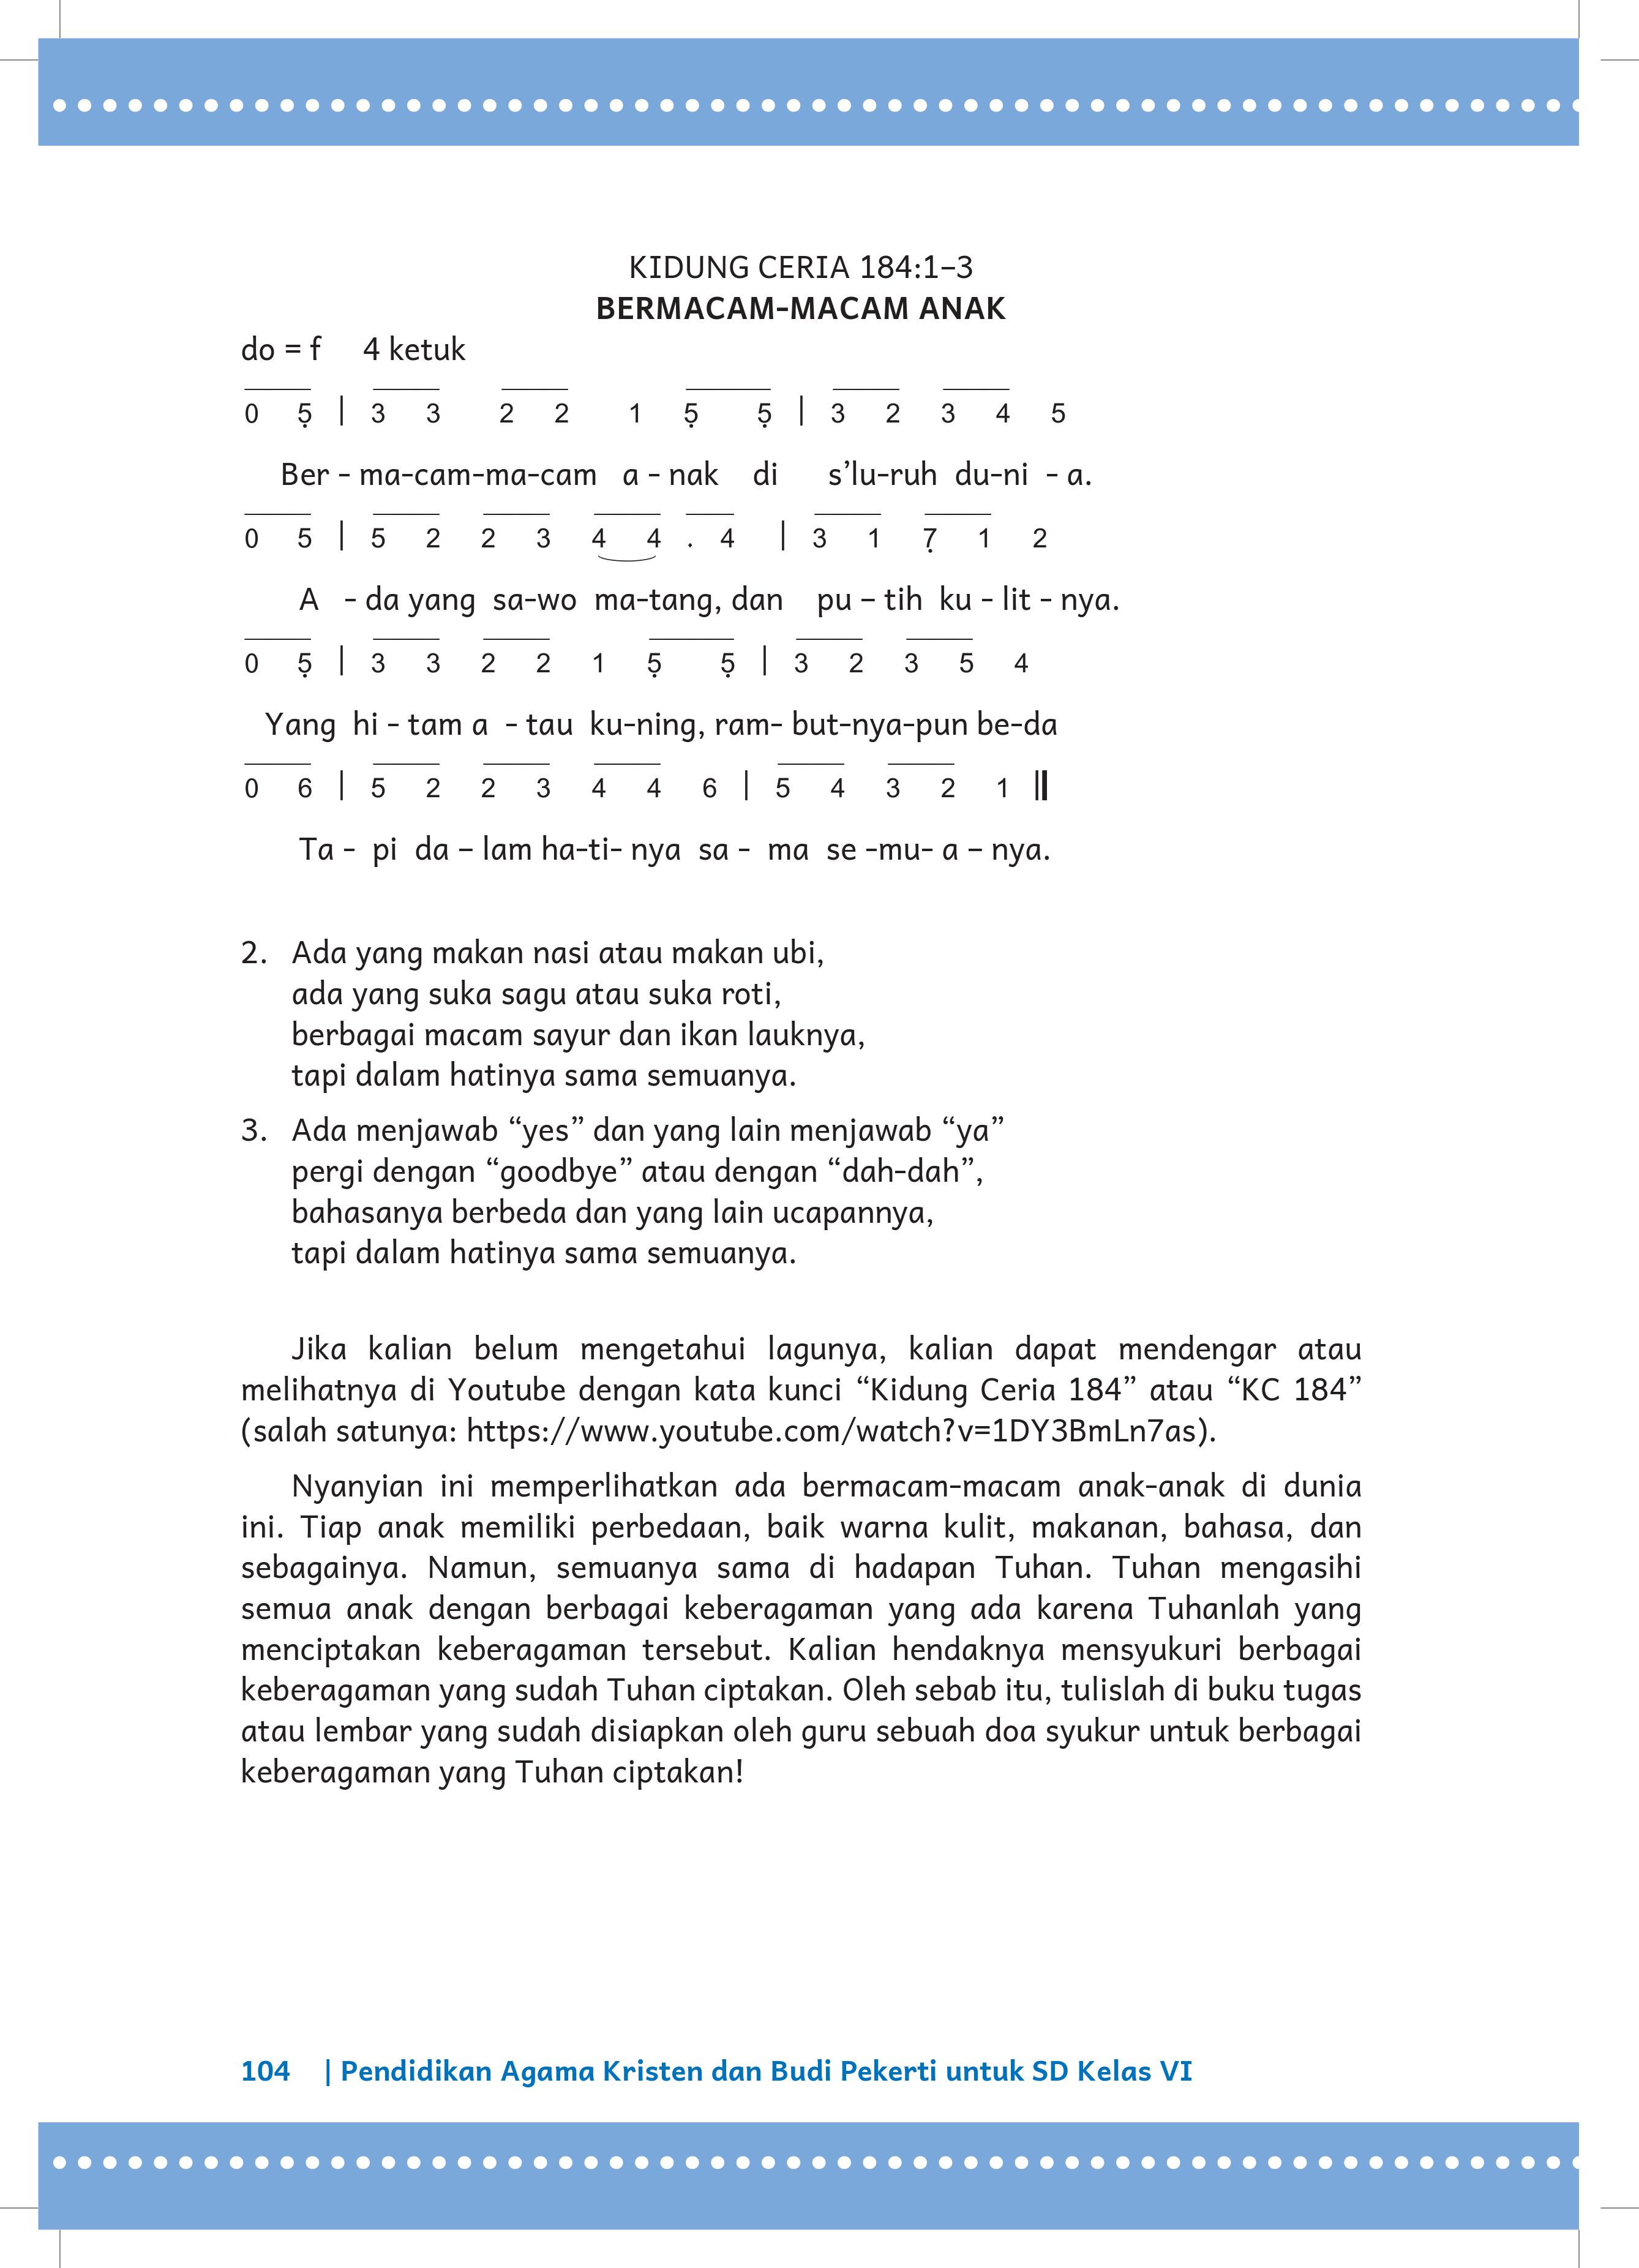 KIDUNG CERIA 184:1–3
BERMACAM-MACAM ANAK
do = f 4 ketuk
0 5̣ | 3 3 2 2 1 5̣ 5̣ | 3 2 3 4 5
Ber - ma-cam-ma-cam a - nak di s’lu-ruh du-ni - a.
0 5 | 5 2 2 3 4 4 . 4 | 3 1 7̣ 1 2
A - da yang sa-wo ma-tang, dan pu – tih ku – lit - nya.
0 5̣ | 3 3 2 2 1 5̣ 5̣ | 3 2 3 5 4
Yang hi - tam a - tau ku-ning, ram- but-nya-pun be-da
0 6 | 5 2 2 3 4 4 6 | 5 4 3 2 1 ||
Ta - pi da – lam ha-ti- nya sa - ma se -mu- a – nya.
2. Ada yang makan nasi atau makan ubi,
ada yang suka sagu atau suka roti,
berbagai macam sayur dan ikan lauknya,
tapi dalam hatinya sama semuanya.
3. Ada menjawab “yes” dan yang lain menjawab “ya”
pergi dengan “goodbye” atau dengan “dah-dah”,
bahasanya berbeda dan yang lain ucapannya,
tapi dalam hatinya sama semuanya.
Jika kalian belum mengetahui lagunya, kalian dapat mendengar atau
melihatnya di Youtube dengan kata kunci “Kidung Ceria 184” atau “KC 184”
(salah satunya: https://www.youtube.com/watch?v=1DY3BmLn7as).
Nyanyian ini memperlihatkan ada bermacam-macam anak-anak di dunia
ini. Tiap anak memiliki perbedaan, baik warna kulit, makanan, bahasa, dan
sebagainya. Namun, semuanya sama di hadapan Tuhan. Tuhan mengasihi
semua anak dengan berbagai keberagaman yang ada karena Tuhanlah yang
menciptakan keberagaman tersebut. Kalian hendaknya mensyukuri berbagai
keberagaman yang sudah Tuhan ciptakan. Oleh sebab itu, tulislah di buku tugas
atau lembar yang sudah disiapkan oleh guru sebuah doa syukur untuk berbagai
keberagaman yang Tuhan ciptakan!
104 | Pendidikan Agama Kristen dan Budi Pekerti untuk SD Kelas VI